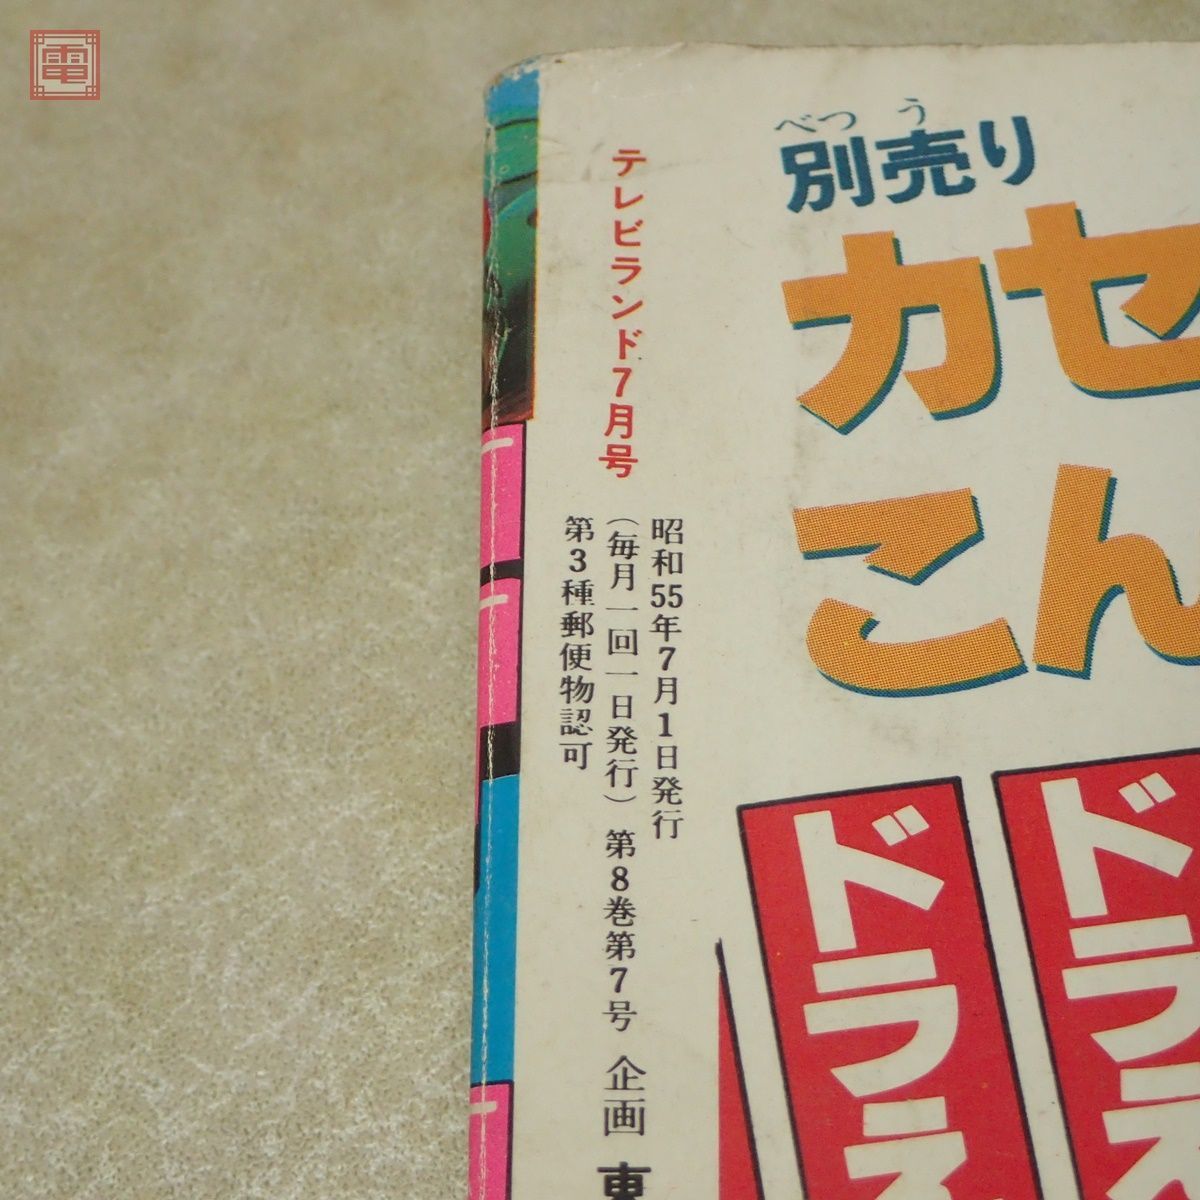 電
べつ う
別売り
カセ
こん
テレビランド7月号
昭和55年7月1日発行
(毎月一回一日発行) 第8巻第7号 企画 東
第3種郵便物認可
ドラえ
ドラえ